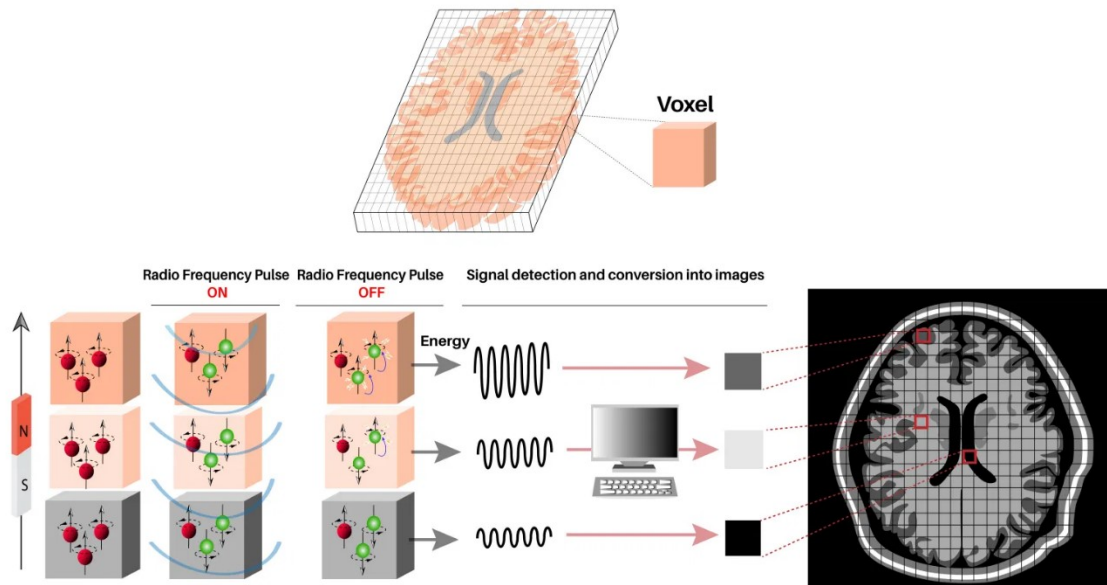 Voxel
Radio Frequency Pulse
ON
Radio Frequency Pulse
OFF
Signal detection and conversion into images
Energy
N
S